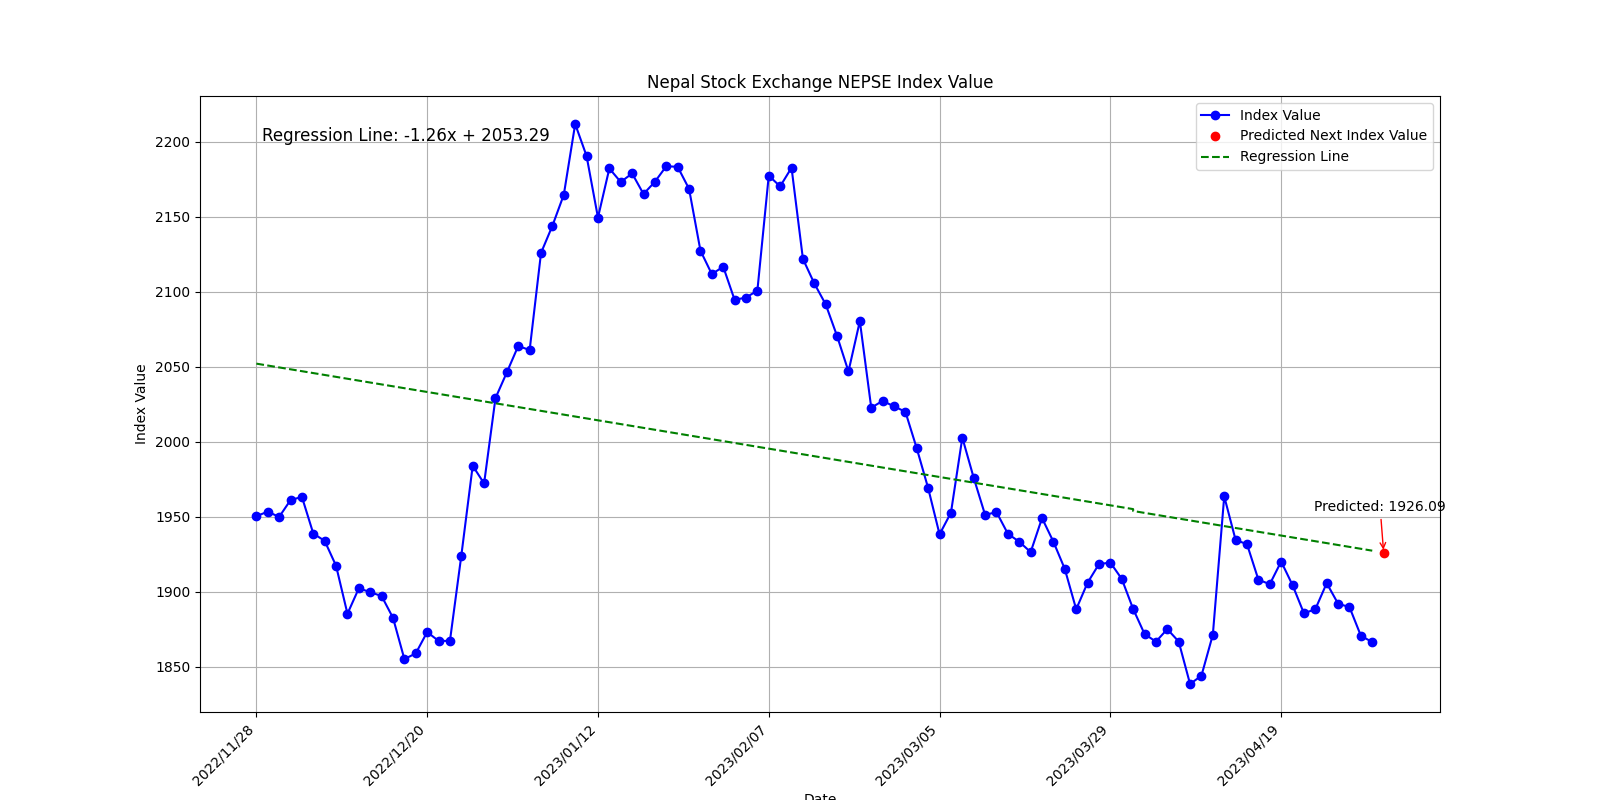 Nepal Stock Exchange NEPSE Index Value
Regression Line: -1.26x + 2053.29
Index Value
Predicted Next Index Value
Regression Line
2200
2150
2100
2050
2000
1950
1900
1850
Index Value
Predicted: 1926.09
2022/11/28
2022/12/20
2023/01/12
2023/02/07
2023/03/05
2023/03/29
2023/04/19
Date